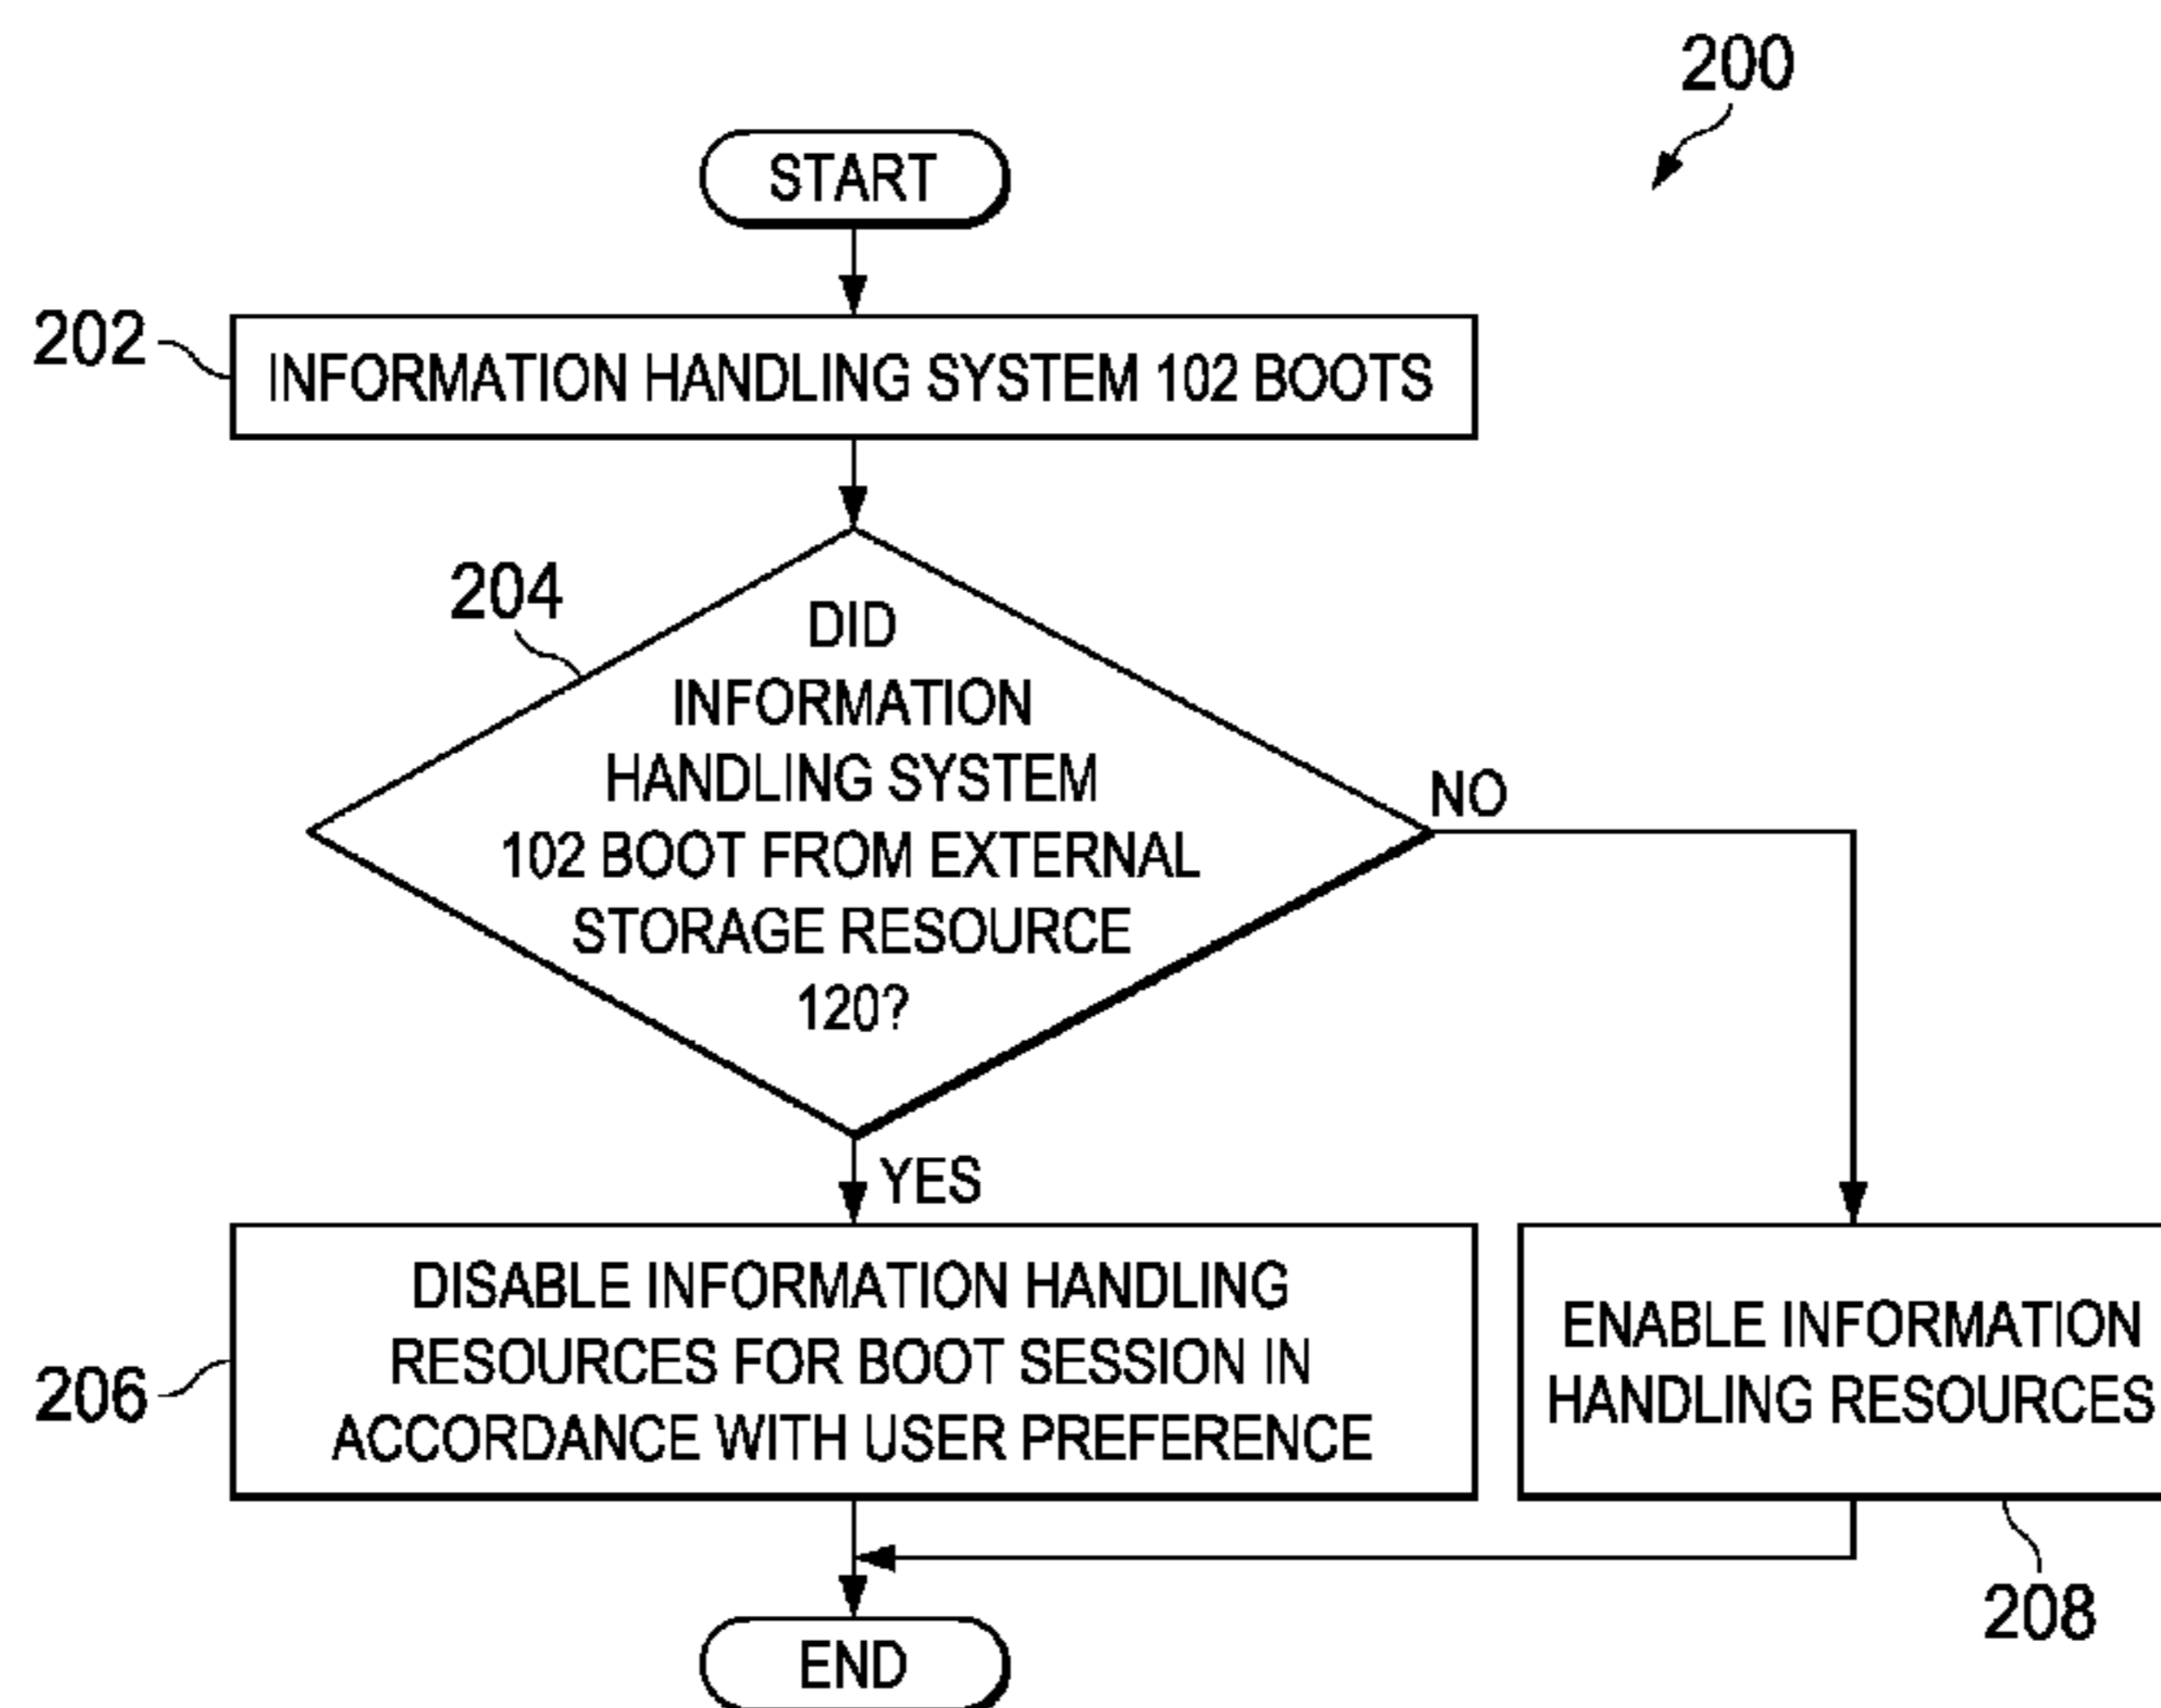 200
START
202
INFORMATION HANDLING SYSTEM 102 BOOTS
204
DID
INFORMATION
HANDLING SYSTEM
102 BOOT FROM EXTERNAL
STORAGE RESOURCE
120?
NO
YES
206
DISABLE INFORMATION HANDLING
RESOURCES FOR BOOT SESSION IN
ACCORDANCE WITH USER PREFERENCE
ENABLE INFORMATION
HANDLING RESOURCES
208
END